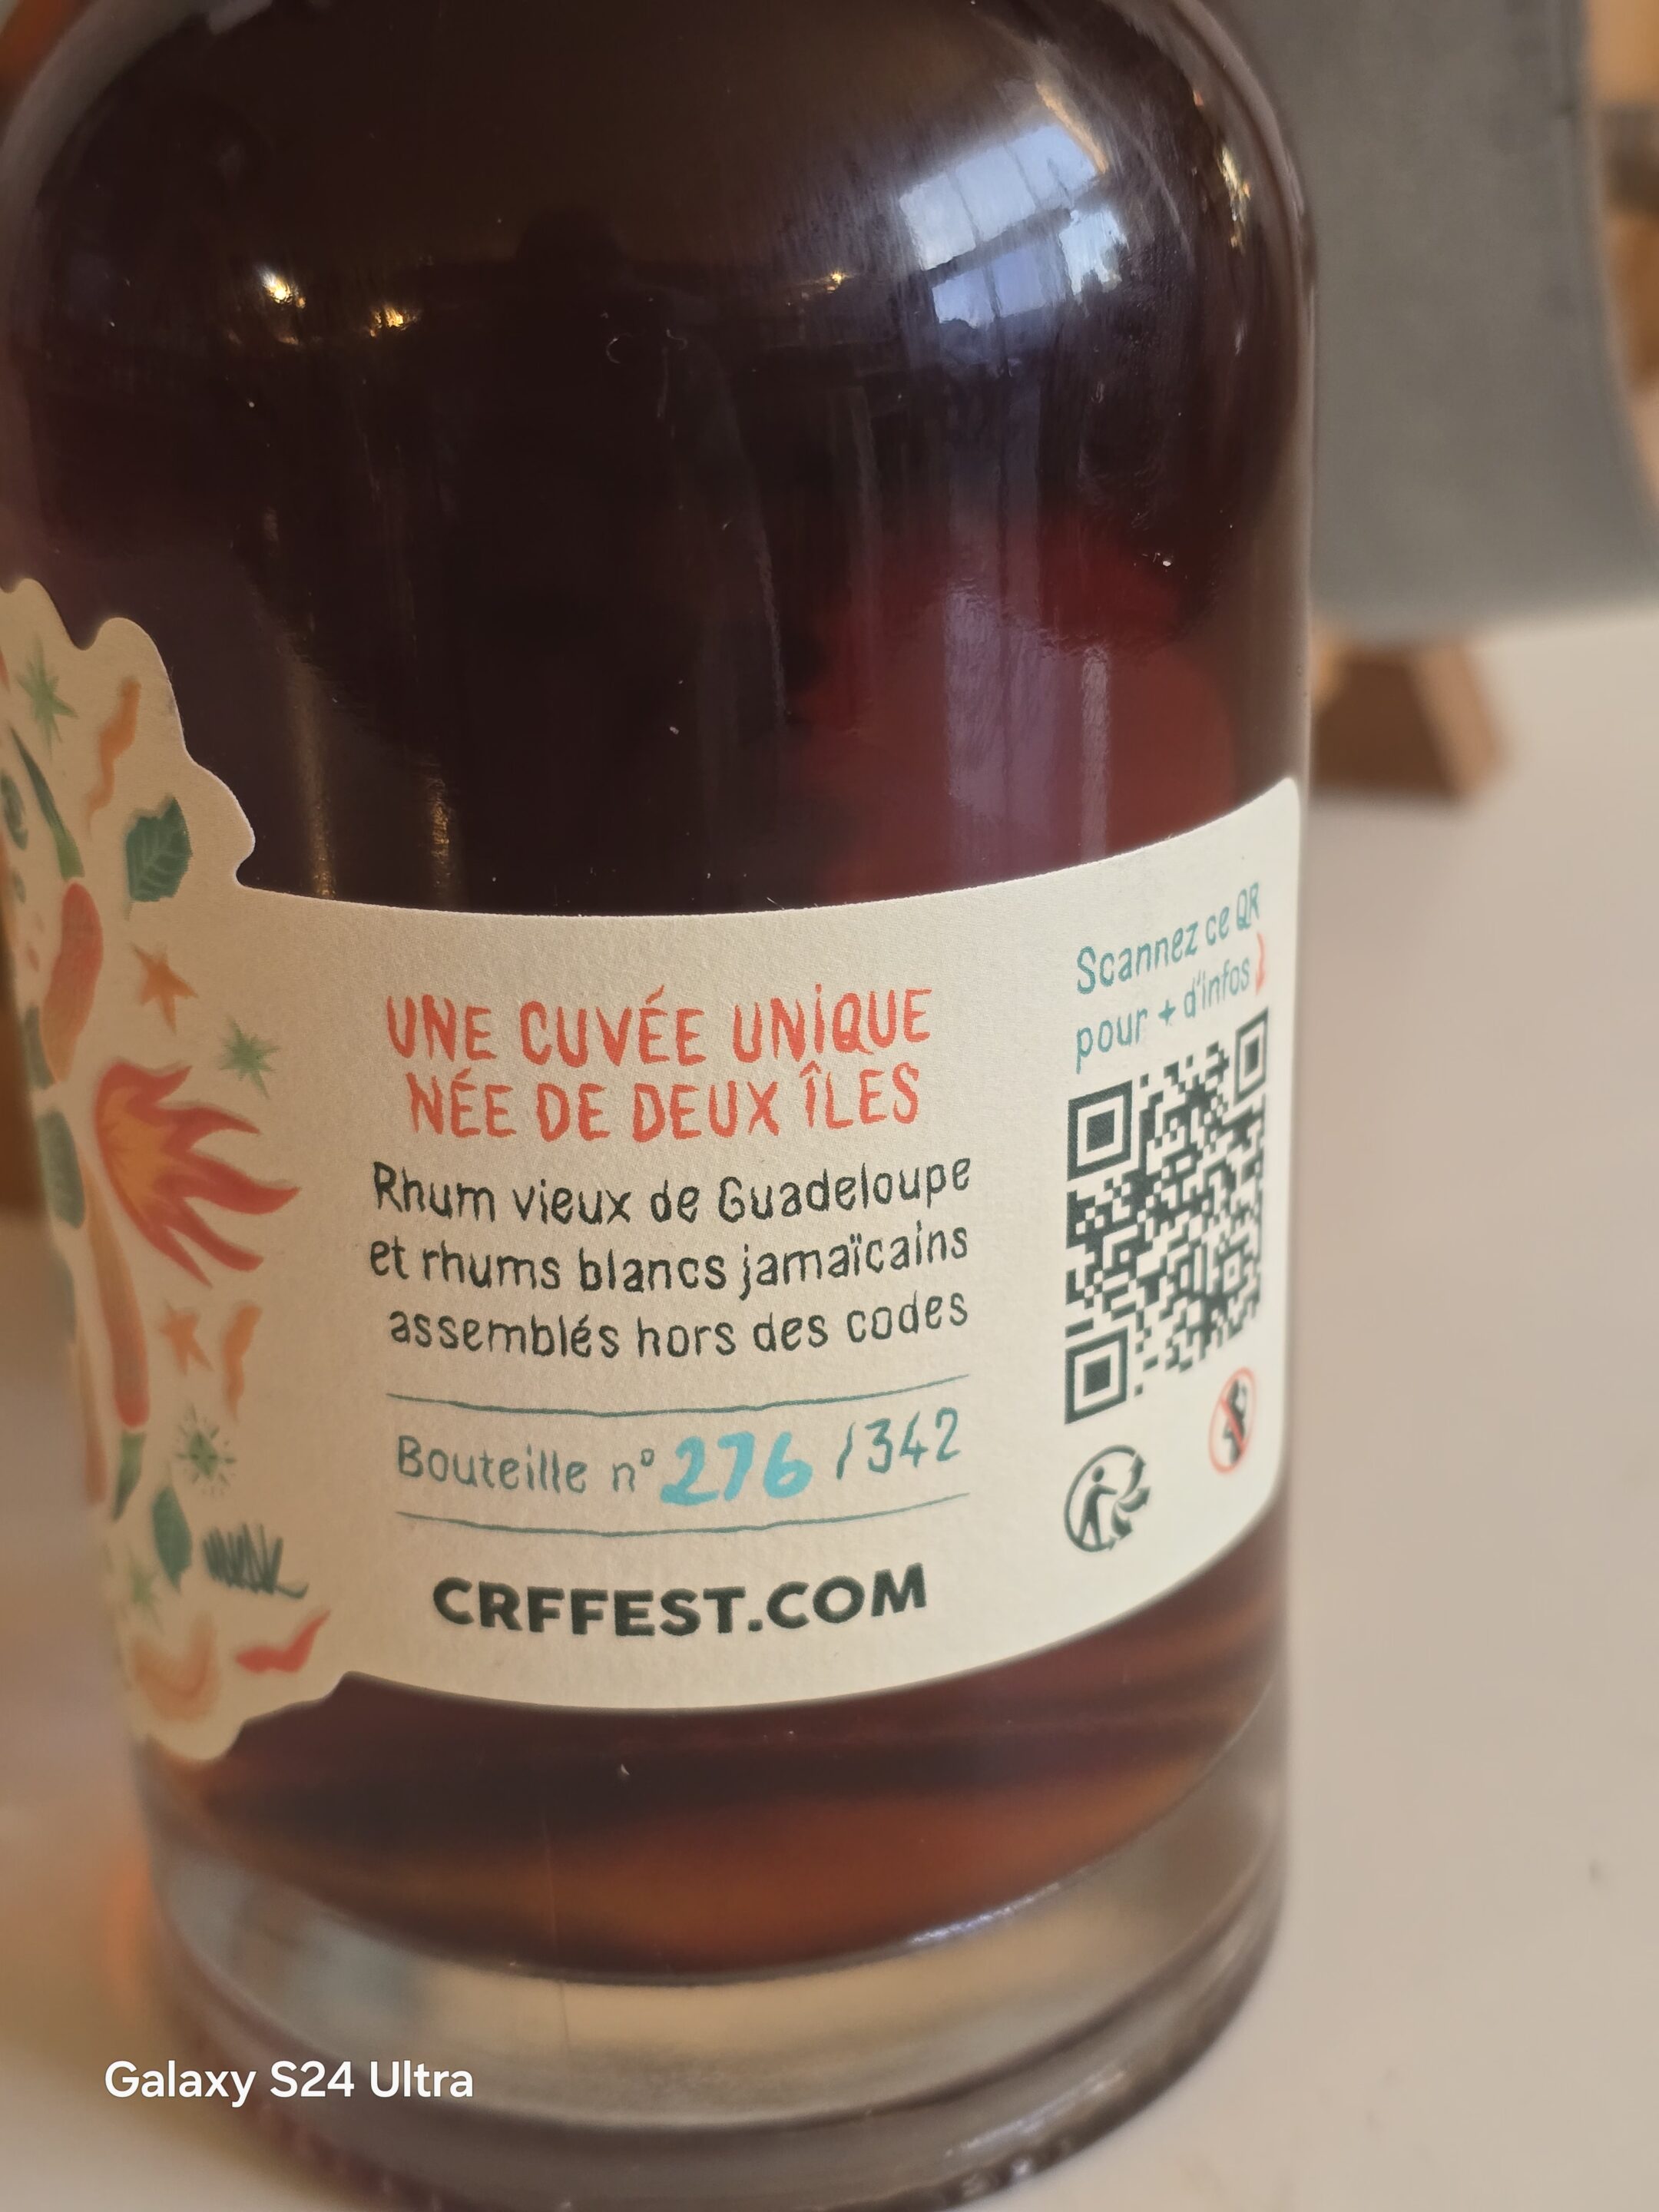 UNE CUVÉE UNIQUE
NÉE DE DEUX ÎLES
Rhum vieux de Guadeloupe
et rhums blancs jamaïcains
assemblés hors des codes
Bouteille n° 276 /342
CRFFEST.COM
Scannez ce QR
pour + d'infos
Galaxy S24 Ultra